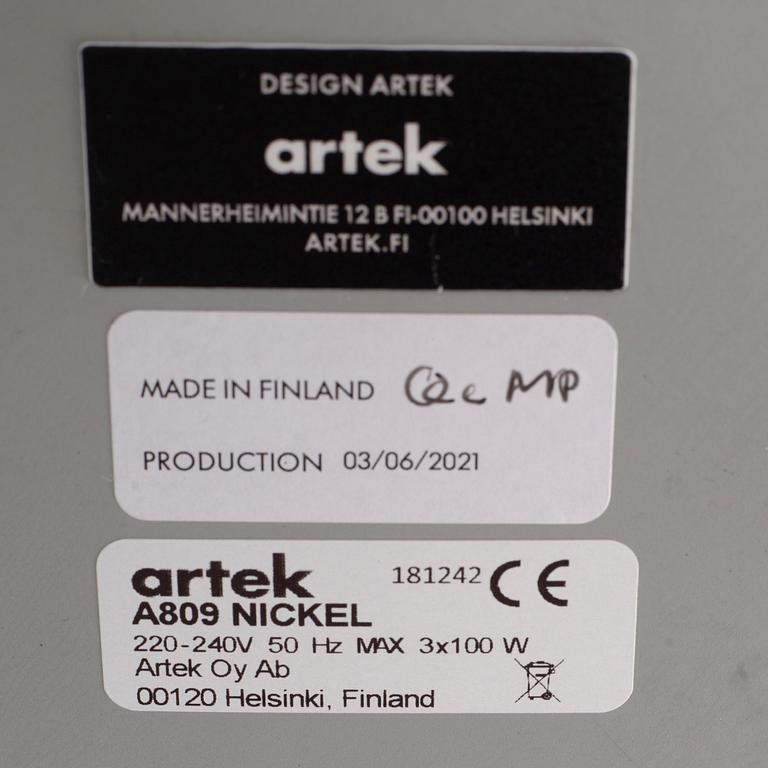 DESIGN ARTEK
artek
MANNERHEIMINTIE 12 B FI-00100 HELSINKI
ARTEK.FI
MADE IN FINLAND
PRODUCTION 03/06/2021
artek 181242 CE
A809 NICKEL
220-240V 50 Hz MAX 3x100 W
Artek Oy Ab
00120 Helsinki, Finland